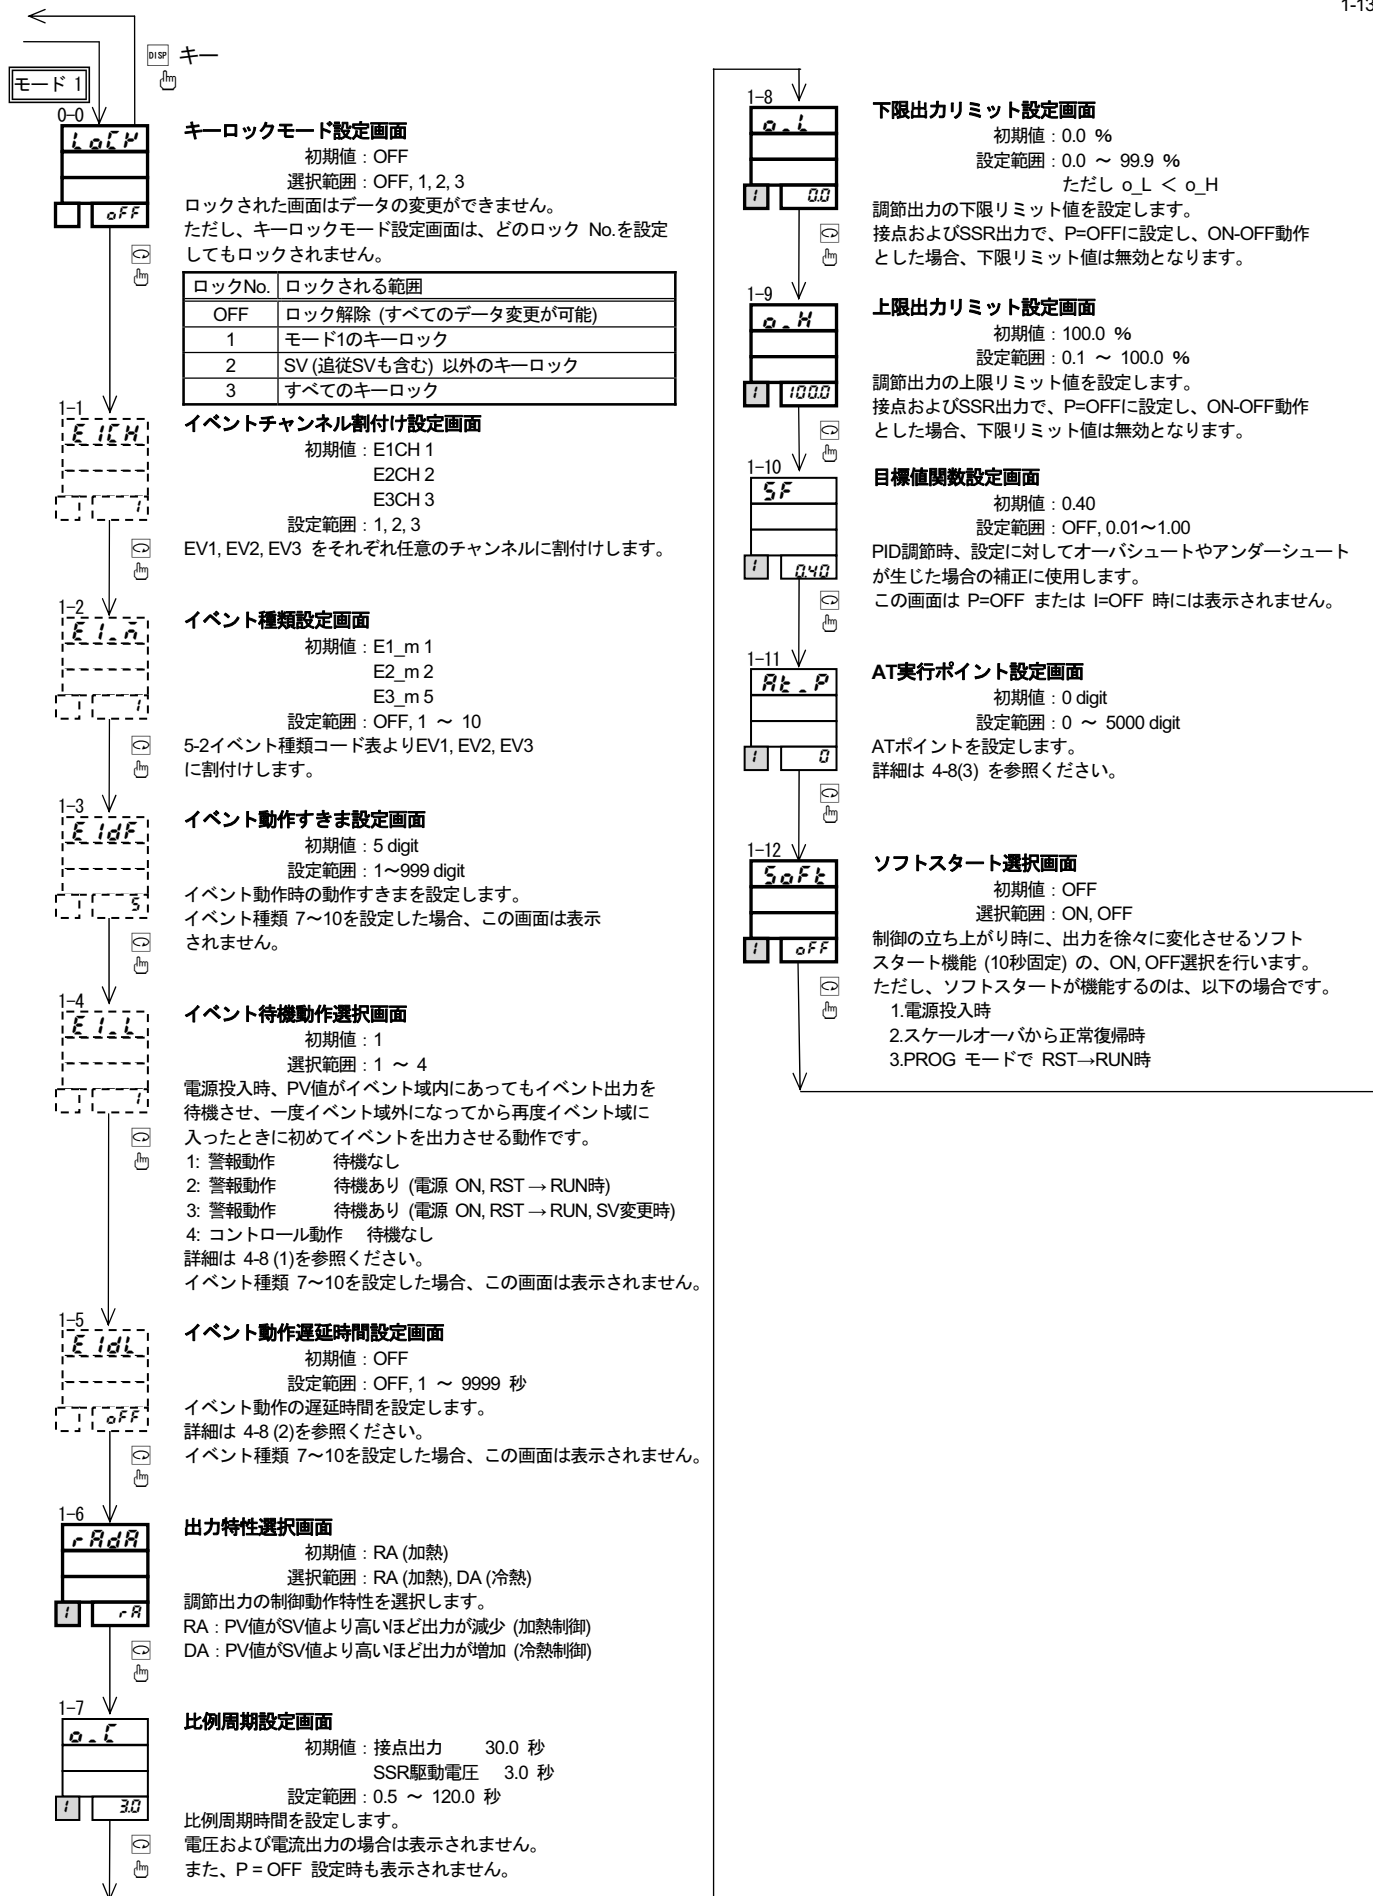 1-13
DISP キー
モード 1
0-0
LoCK
oFF
キーロックモード設定画面
初期値：OFF
選択範囲：OFF, 1, 2, 3
ロックされた画面はデータの変更ができません。
ただし、キーロックモード設定画面は、どのロック No.を設定
してもロックされません。
ロックNo. ロックされる範囲
OFF ロック解除 (すべてのデータ変更が可能)
1 モード1のキーロック
2 SV (追従SVも含む) 以外のキーロック
3 すべてのキーロック
1-1
E1CH
1
イベントチャンネル割付け設定画面
初期値：E1CH 1
E2CH 2
E3CH 3
設定範囲：1, 2, 3
EV1, EV2, EV3 をそれぞれ任意のチャンネルに割付けします。
1-2
E1_m
1
イベント種類設定画面
初期値：E1_m 1
E2_m 2
E3_m 5
設定範囲：OFF, 1 ～ 10
5-2イベント種類コード表よりEV1, EV2, EV3
に割付けします。
1-3
E1dF
5
イベント動作すきま設定画面
初期値：5 digit
設定範囲：1～999 digit
イベント動作時の動作すきまを設定します。
イベント種類 7～10を設定した場合、この画面は表示
されません。
1-4
E1_L
1
イベント待機動作選択画面
初期値：1
選択範囲：1 ～ 4
電源投入時、PV値がイベント域内にあってもイベント出力を
待機させ、一度イベント域外になってから再度イベント域に
入ったときに初めてイベントを出力させる動作です。
1: 警報動作 待機なし
2: 警報動作 待機あり (電源 ON, RST → RUN時)
3: 警報動作 待機あり (電源 ON, RST → RUN, SV変更時)
4: コントロール動作 待機なし
詳細は 4-8 (1)を参照ください。
イベント種類 7～10を設定した場合、この画面は表示されません。
1-5
E1dL
oFF
イベント動作遅延時間設定画面
初期値：OFF
設定範囲：OFF, 1 ～ 9999 秒
イベント動作の遅延時間を設定します。
詳細は 4-8 (2)を参照ください。
イベント種類 7～10を設定した場合、この画面は表示されません。
1-6
rAdA
1 rA
出力特性選択画面
初期値：RA (加熱)
選択範囲：RA (加熱), DA (冷熱)
調節出力の制御動作特性を選択します。
RA：PV値がSV値より高いほど出力が減少 (加熱制御)
DA：PV値がSV値より高いほど出力が増加 (冷熱制御)
1-7
o_C
1 3.0
比例周期設定画面
初期値：接点出力 30.0 秒
SSR駆動電圧 3.0 秒
設定範囲：0.5 ～ 120.0 秒
比例周期時間を設定します。
電圧および電流出力の場合は表示されません。
また、P = OFF 設定時も表示されません。
1-8
o_L
1 0.0
下限出力リミット設定画面
初期値：0.0 %
設定範囲：0.0 ～ 99.9 %
ただし o_L ＜ o_H
調節出力の下限リミット値を設定します。
接点およびSSR出力で、P=OFFに設定し、ON-OFF動作
とした場合、下限リミット値は無効となります。
1-9
o_H
1 100.0
上限出力リミット設定画面
初期値：100.0 %
設定範囲：0.1 ～ 100.0 %
調節出力の上限リミット値を設定します。
接点およびSSR出力で、P=OFFに設定し、ON-OFF動作
とした場合、下限リミット値は無効となります。
1-10
SF
1 0.40
目標値関数設定画面
初期値：0.40
設定範囲：OFF, 0.01～1.00
PID調節時、設定に対してオーバシュートやアンダーシュート
が生じた場合の補正に使用します。
この画面は P=OFF または I=OFF 時には表示されません。
1-11
At_P
1 0
AT実行ポイント設定画面
初期値：0 digit
設定範囲：0 ～ 5000 digit
ATポイントを設定します。
詳細は 4-8(3) を参照ください。
1-12
SoFt
1 oFF
ソフトスタート選択画面
初期値：OFF
選択範囲：ON, OFF
制御の立ち上がり時に、出力を徐々に変化させるソフト
スタート機能 (10秒固定) の、ON, OFF選択を行います。
ただし、ソフトスタートが機能するのは、以下の場合です。
1.電源投入時
2.スケールオーバから正常復帰時
3.PROG モードで RST→RUN時